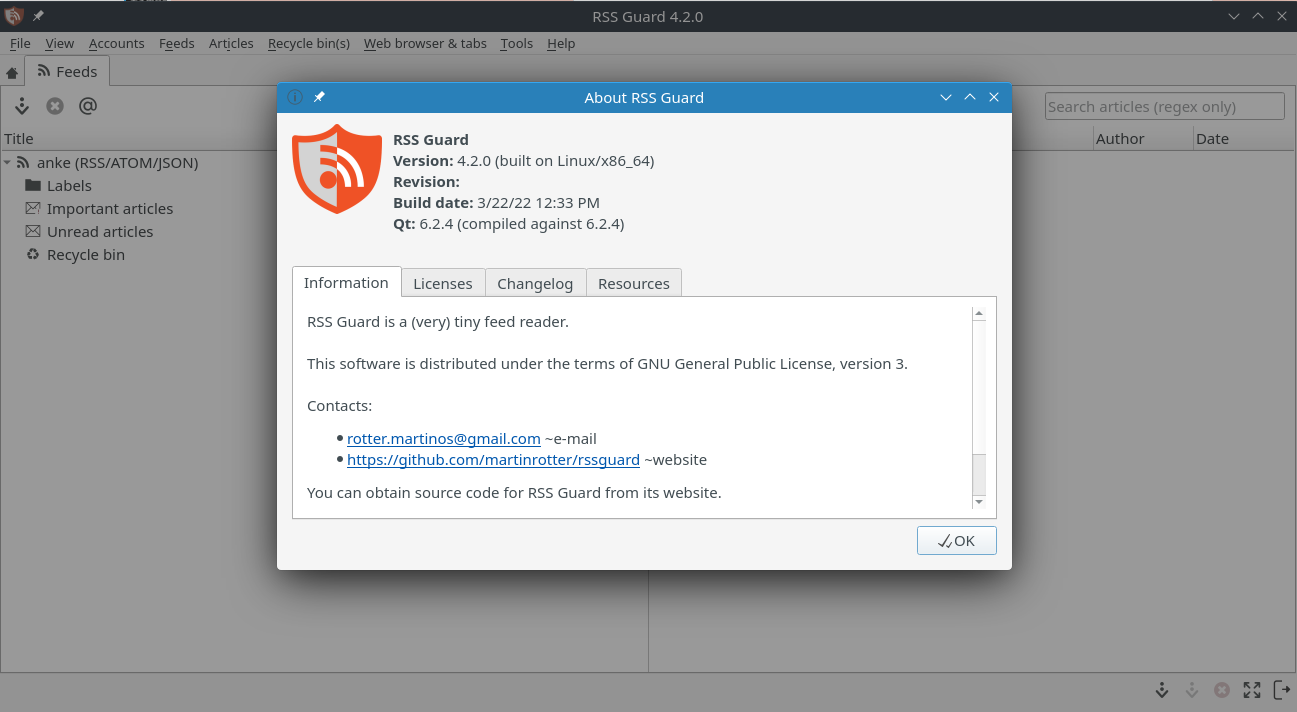 RSS Guard 4.2.0
File View Accounts Feeds Articles Recycle bin(s) Web browser & tabs Tools Help
Feeds
Search articles (regex only)
Title
Author
Date
anke (RSS/ATOM/JSON)
Labels
Important articles
Unread articles
Recycle bin
About RSS Guard
RSS Guard
Version: 4.2.0 (built on Linux/x86_64)
Revision:
Build date: 3/22/22 12:33 PM
Qt: 6.2.4 (compiled against 6.2.4)
Information Licenses Changelog Resources
RSS Guard is a (very) tiny feed reader.
This software is distributed under the terms of GNU General Public License, version 3.
Contacts:
• rotter.martinos@gmail.com ~e-mail
• https://github.com/martinrotter/rssguard ~website
You can obtain source code for RSS Guard from its website.
OK